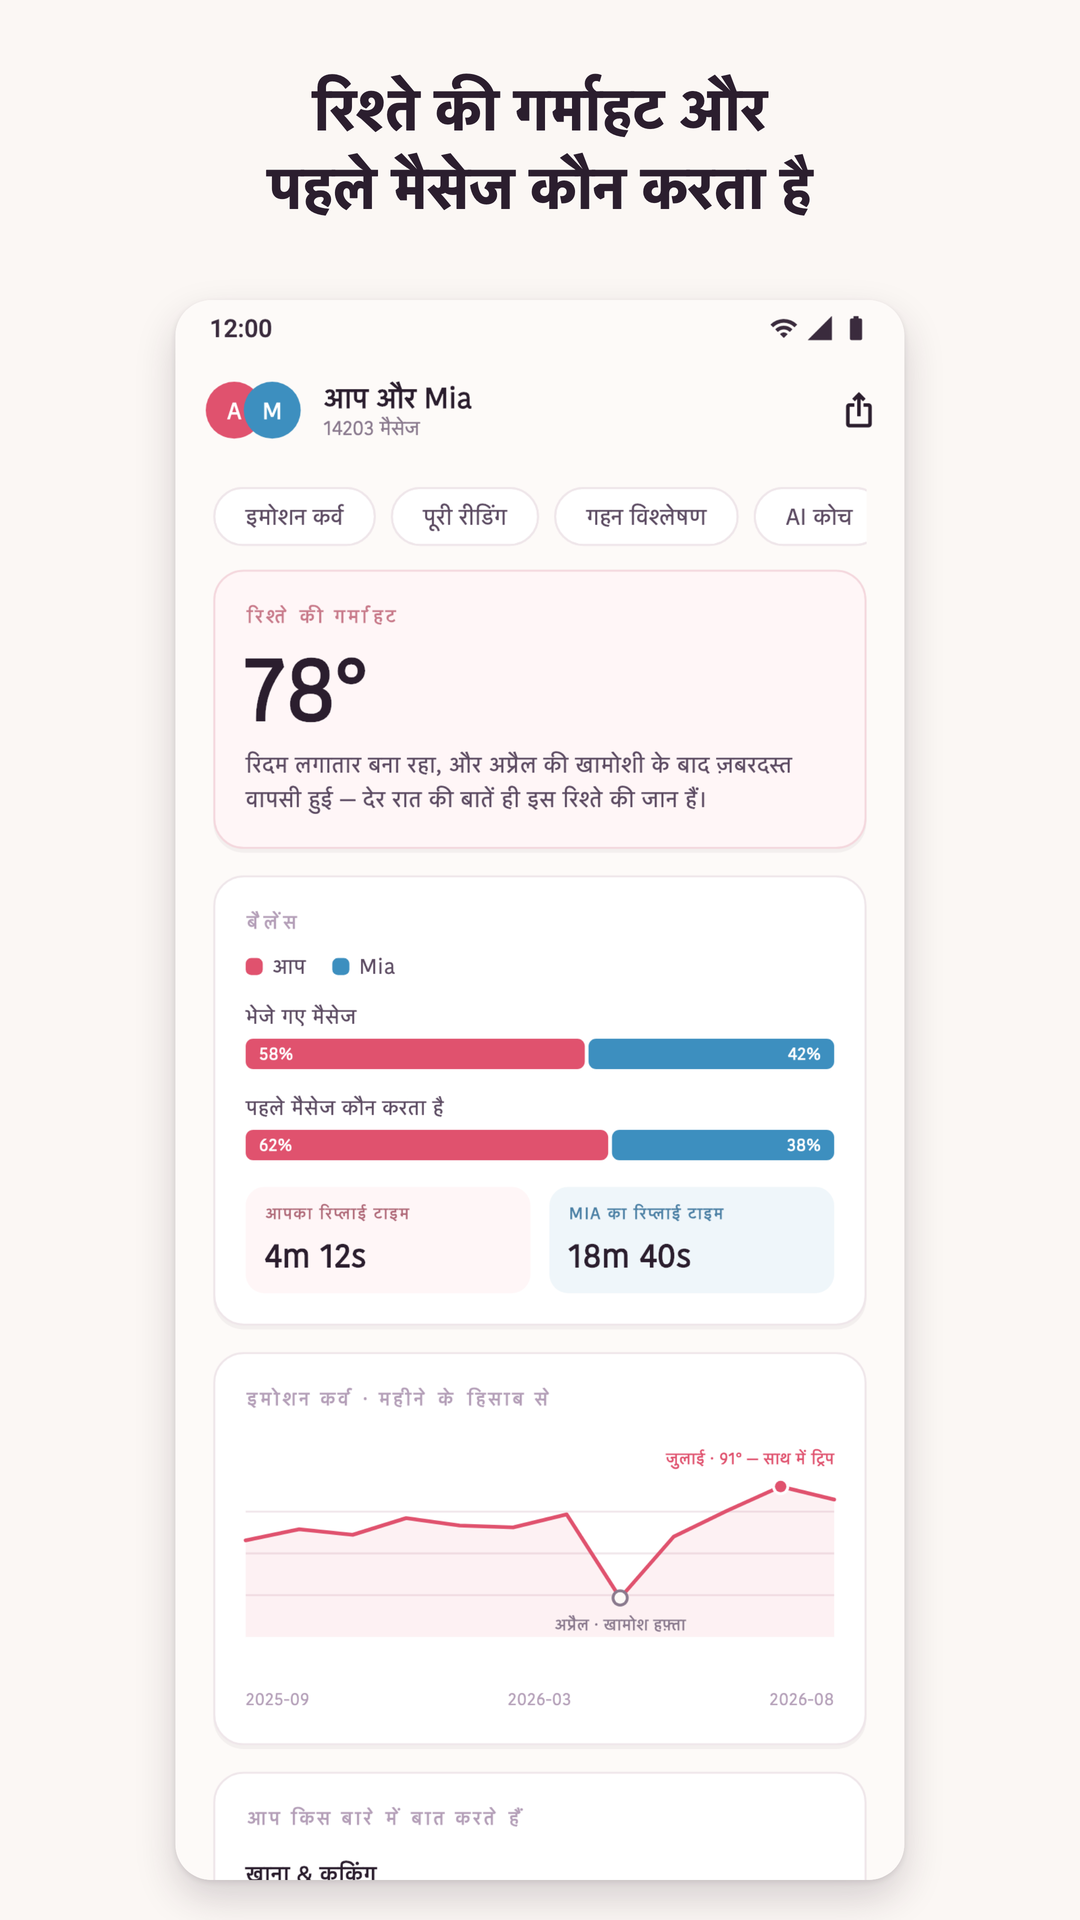 रिश्ते की गर्माहट और
पहले मैसेज कौन करता है
12:00
A M
आप और Mia
14203 मैसेज
इमोशन कर्व
पूरी रीडिंग
गहन विश्लेषण
AI कोच
रिश्ते की गर्माहट
78°
रिदम लगातार बना रहा, और अप्रैल की खामोशी के बाद ज़बरदस्त
वापसी हुई — देर रात की बातें ही इस रिश्ते की जान हैं।
बैलेंस
आप Mia
भेजे गए मैसेज
58% 42%
पहले मैसेज कौन करता है
62% 38%
आपका रिप्लाई टाइम
4m 12s
MIA का रिप्लाई टाइम
18m 40s
इमोशन कर्व · महीने के हिसाब से
जुलाई · 91° — साथ में ट्रिप
अप्रैल · खामोश हफ़्ता
2025-09 2026-03 2026-08
आप किस बारे में बात करते हैं
खाना & कुकिंग